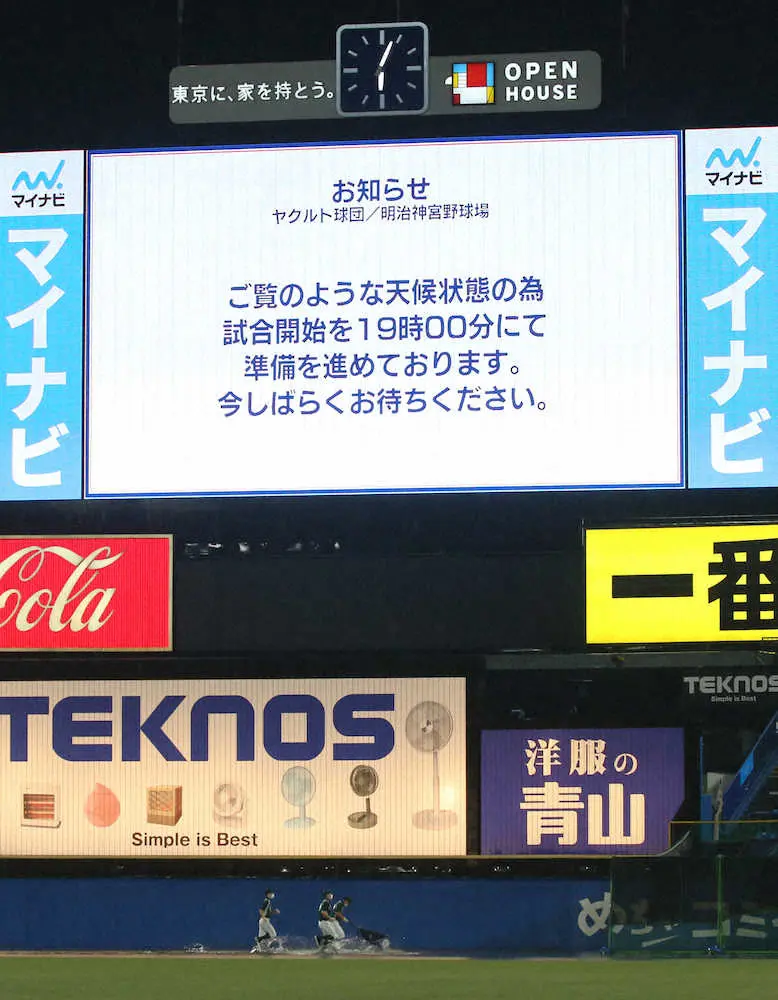 東京に、家を持とう。
OPEN
HOUSE
マイナビ
マイナビ
マイナビ
マイナビ
お知らせ
ヤクルト球団／明治神宮野球場
ご覧のような天候状態の為
試合開始を19時00分にて
準備を進めております。
今しばらくお待ちください。
Cola
一番
TEKNOS
Simple is Best
TEKNOS
Simple is Best
洋服の
青山
めちゃコミ